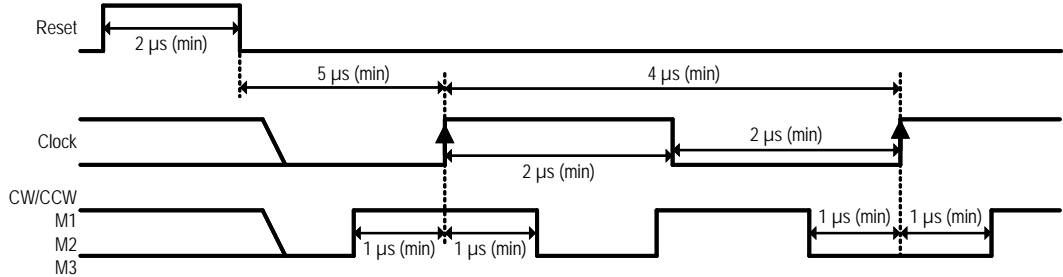 Reset
2 µs (min)
5 µs (min)
4 µs (min)
Clock
2 µs (min)
2 µs (min)
CW/CCW
M1
M2
M3
1 µs (min)
1 µs (min)
1 µs (min)
1 µs (min)